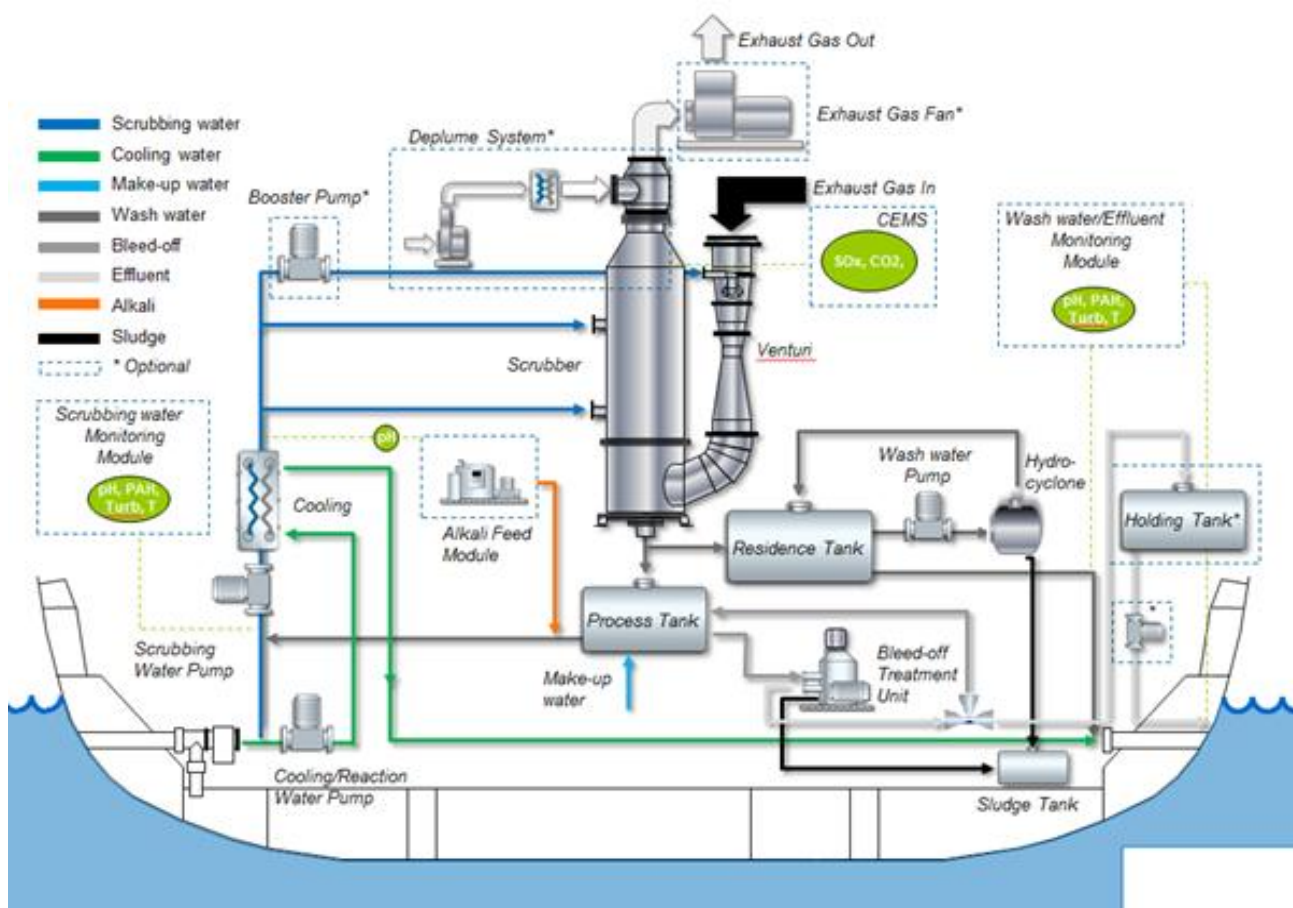 Exhaust Gas Out
Exhaust Gas Fan*
Scrubbing water
Cooling water
Make-up water
Wash water
Bleed-off
Effluent
Alkali
Sludge
* Optional
Deplume System*
Booster Pump*
Exhaust Gas In
CEMS
SOx, CO2,
Wash water/Effluent
Monitoring
Module
pH, PAH,
Turb, T
Scrubber
Venturi
Scrubbing water
Monitoring
Module
pH, PAH,
Turb, T
pH
Cooling
Alkali Feed
Module
Wash water
Pump
Hydro-
cyclone
Holding Tank*
Residence Tank
Process Tank
*
Scrubbing
Water Pump
Make-up
water
Bleed-off
Treatment
Unit
Cooling/Reaction
Water Pump
Sludge Tank